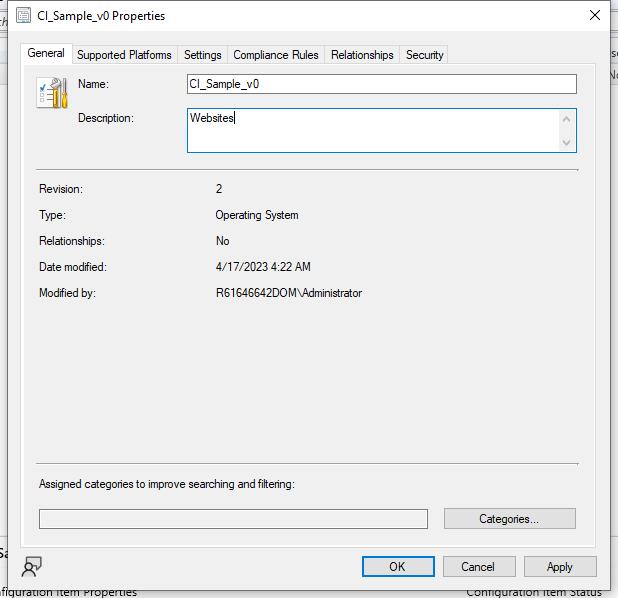 CI_Sample_v0 Properties
General Supported Platforms Settings Compliance Rules Relationships Security
Name: CI_Sample_v0
Description: Websites
Revision: 2
Type: Operating System
Relationships: No
Date modified: 4/17/2023 4:22 AM
Modified by: R61646642DOM\Administrator
Assigned categories to improve searching and filtering:
Categories...
OK Cancel Apply
figuration Item Properties Configuration Item Status